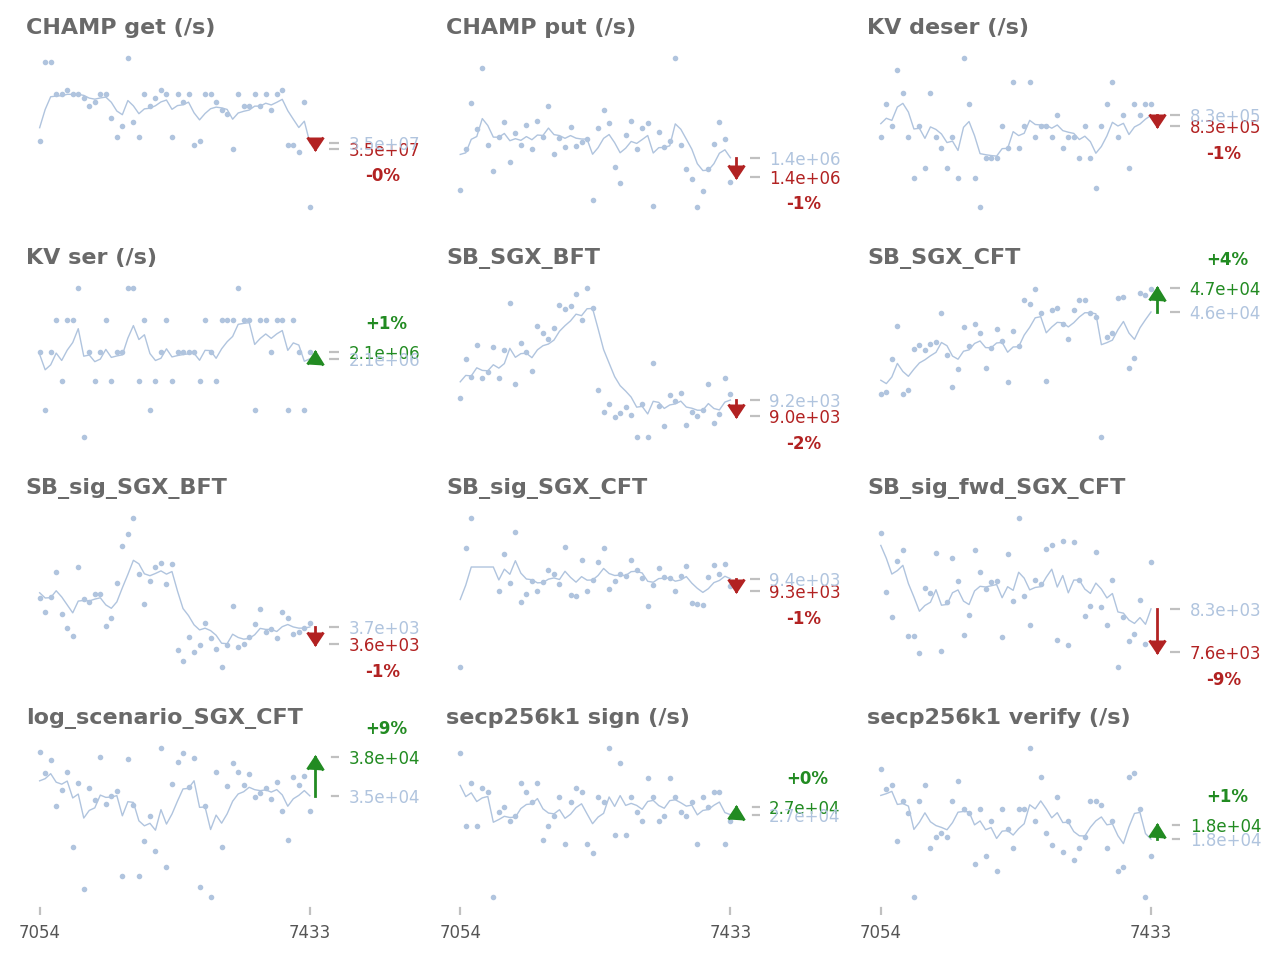 CHAMP get (/s)
3.5e+07
3.5e+07
-0%
CHAMP put (/s)
1.4e+06
1.4e+06
-1%
KV deser (/s)
8.3e+05
8.3e+05
-1%
KV ser (/s)
+1%
2.1e+06
2.1e+06
SB_SGX_BFT
9.2e+03
9.0e+03
-2%
SB_SGX_CFT
+4%
4.7e+04
4.6e+04
SB_sig_SGX_BFT
3.7e+03
3.6e+03
-1%
SB_sig_SGX_CFT
9.4e+03
9.3e+03
-1%
SB_sig_fwd_SGX_CFT
8.3e+03
7.6e+03
-9%
log_scenario_SGX_CFT
+9%
3.8e+04
3.5e+04
7054
7433
secp256k1 sign (/s)
+0%
2.7e+04
2.7e+04
7054
7433
secp256k1 verify (/s)
+1%
1.8e+04
1.8e+04
7054
7433